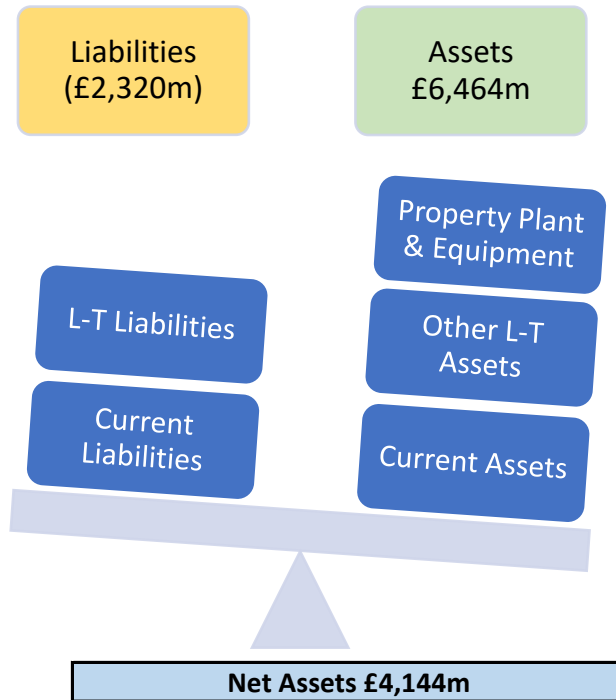 Liabilities
(£2,320m)
Assets
£6,464m
Property Plant
& Equipment
L-T Liabilities
Other L-T
Assets
Current
Liabilities
Current Assets
Net Assets £4,144m